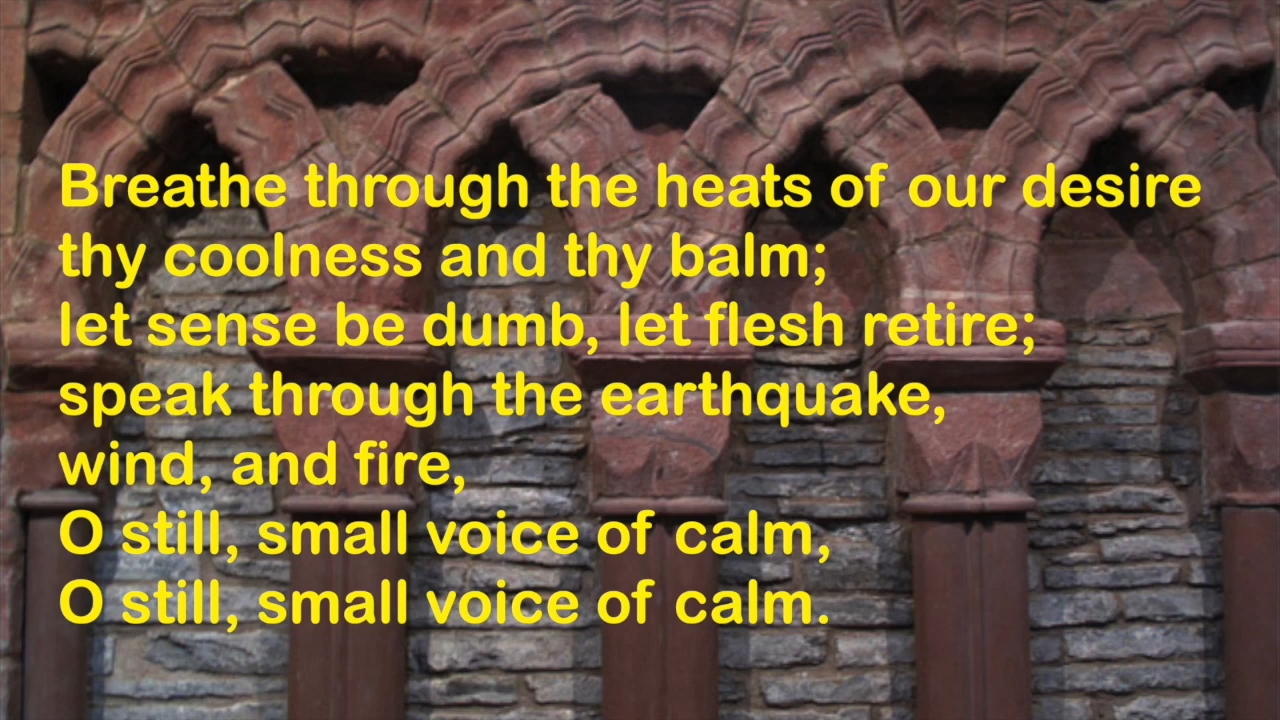 Breathe through the heats of our desire
thy coolness and thy balm;
let sense be dumb, let flesh retire;
speak through the earthquake,
wind, and fire,
O still, small voice of calm,
O still, small voice of calm.